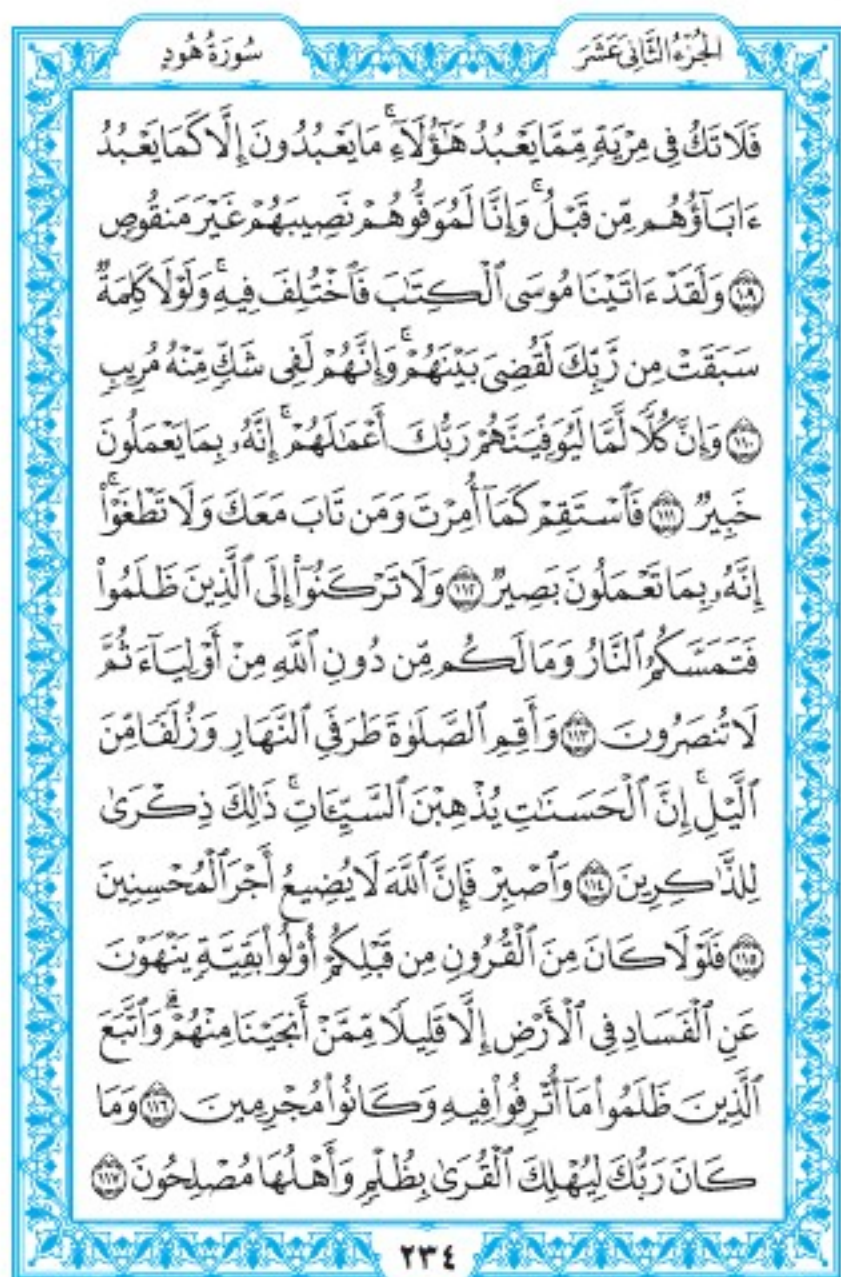 الجُزْءُ الثَّانِي عَشَرَ
سُورَةُ هُودٍ
فَلَا تَكُ فِي مِرْيَةٍ مِّمَّا يَعْبُدُ هَٰٓؤُلَآءِۚ مَا يَعْبُدُونَ إِلَّا كَمَا يَعْبُدُ
ءَابَآؤُهُم مِّن قَبْلُۚ وَإِنَّا لَمُوَفُّوهُمْ نَصِيبَهُمْ غَيْرَ مَنقُوصٍ
١٠٩ وَلَقَدْ ءَاتَيْنَا مُوسَى ٱلْكِتَٰبَ فَٱخْتُلِفَ فِيهِۚ وَلَوْلَا كَلِمَةٌ
سَبَقَتْ مِن رَّبِّكَ لَقُضِيَ بَيْنَهُمْۚ وَإِنَّهُمْ لَفِي شَكٍّ مِّنْهُ مُرِيبٍ
١١٠ وَإِنَّ كُلًّا لَّمَّا لَيُوَفِّيَنَّهُمْ رَبُّكَ أَعْمَٰلَهُمْۚ إِنَّهُۥ بِمَا يَعْمَلُونَ
خَبِيرٌ ١١١ فَٱسْتَقِمْ كَمَآ أُمِرْتَ وَمَن تَابَ مَعَكَ وَلَا تَطْغَوْا۟ۚ
إِنَّهُۥ بِمَا تَعْمَلُونَ بَصِيرٌ ١١٢ وَلَا تَرْكَنُوٓا۟ إِلَى ٱلَّذِينَ ظَلَمُوا۟
فَتَمَسَّكُمُ ٱلنَّارُ وَمَا لَكُم مِّن دُونِ ٱللَّهِ مِنْ أَوْلِيَآءَ ثُمَّ
لَا تُنصَرُونَ ١١٣ وَأَقِمِ ٱلصَّلَوٰةَ طَرَفَيِ ٱلنَّهَارِ وَزُلَفًا مِّنَ
ٱلَّيْلِۚ إِنَّ ٱلْحَسَنَٰتِ يُذْهِبْنَ ٱلسَّيِّـَٔاتِۚ ذَٰلِكَ ذِكْرَىٰ
لِلذَّٰكِرِينَ ١١٤ وَٱصْبِرْ فَإِنَّ ٱللَّهَ لَا يُضِيعُ أَجْرَ ٱلْمُحْسِنِينَ
١١٥ فَلَوْلَا كَانَ مِنَ ٱلْقُرُونِ مِن قَبْلِكُمْ أُو۟لُوا۟ بَقِيَّةٍ يَنْهَوْنَ
عَنِ ٱلْفَسَادِ فِي ٱلْأَرْضِ إِلَّا قَلِيلًا مِّمَّنْ أَنجَيْنَا مِنْهُمْۗ وَٱتَّبَعَ
ٱلَّذِينَ ظَلَمُوا۟ مَآ أُتْرِفُوا۟ فِيهِ وَكَانُوا۟ مُجْرِمِينَ ١١٦ وَمَا
كَانَ رَبُّكَ لِيُهْلِكَ ٱلْقُرَىٰ بِظُلْمٍ وَأَهْلُهَا مُصْلِحُونَ ١١٧
٢٣٤